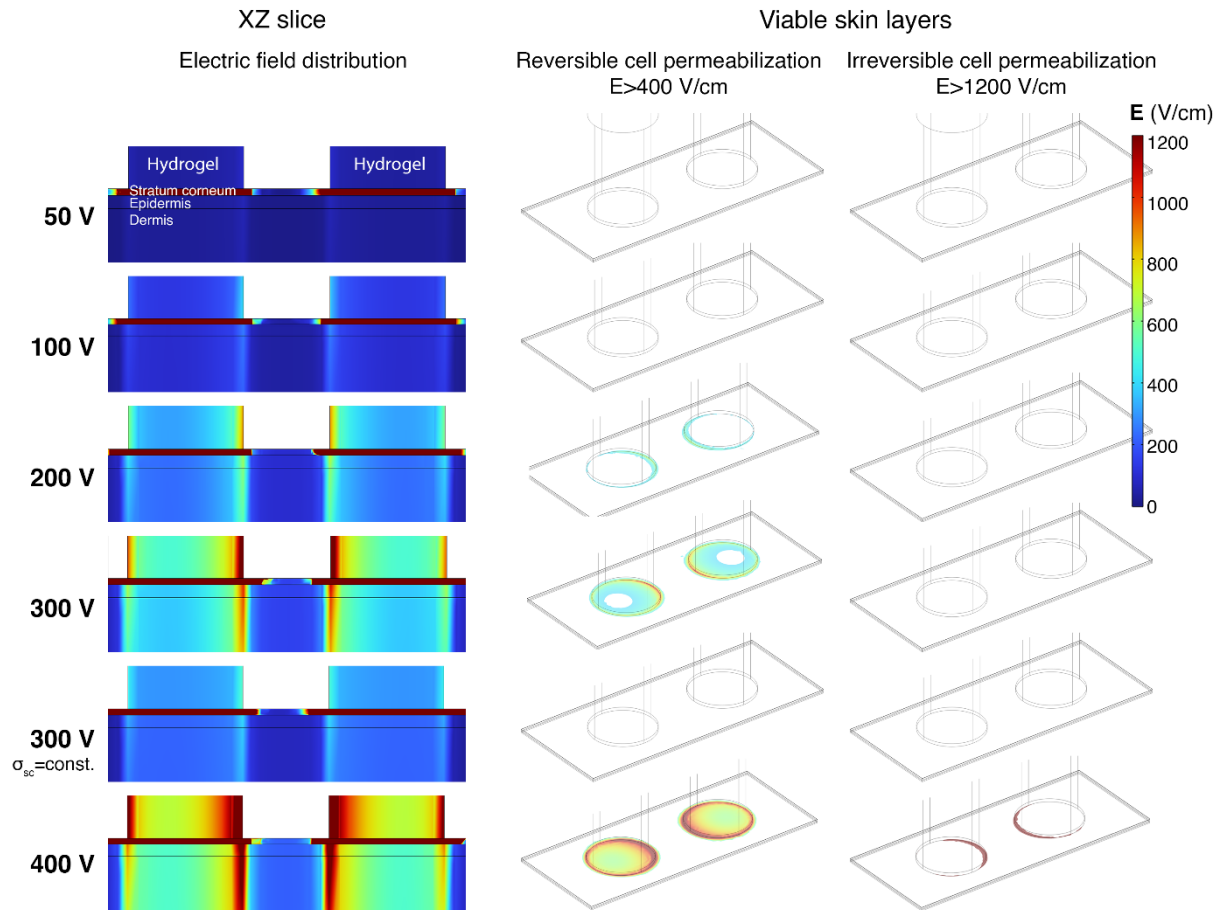 XZ slice
Viable skin layers
Electric field distribution
Reversible cell permeabilization
E>400 V/cm
Irreversible cell permeabilization
E>1200 V/cm
E (V/cm)
1200
1000
800
600
400
200
0
Hydrogel
Hydrogel
Stratum corneum
Epidermis
Dermis
50 V
100 V
200 V
300 V
300 V
σsc=const.
400 V